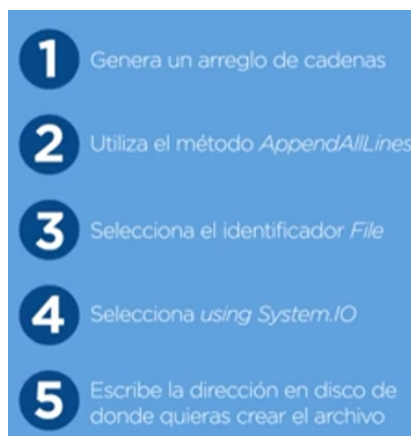 1 Genera un arreglo de cadenas
2 Utiliza el método AppendAllLines
3 Selecciona el identificador File
4 Selecciona using System.IO
5 Escribe la dirección en disco de
donde quieras crear el archivo